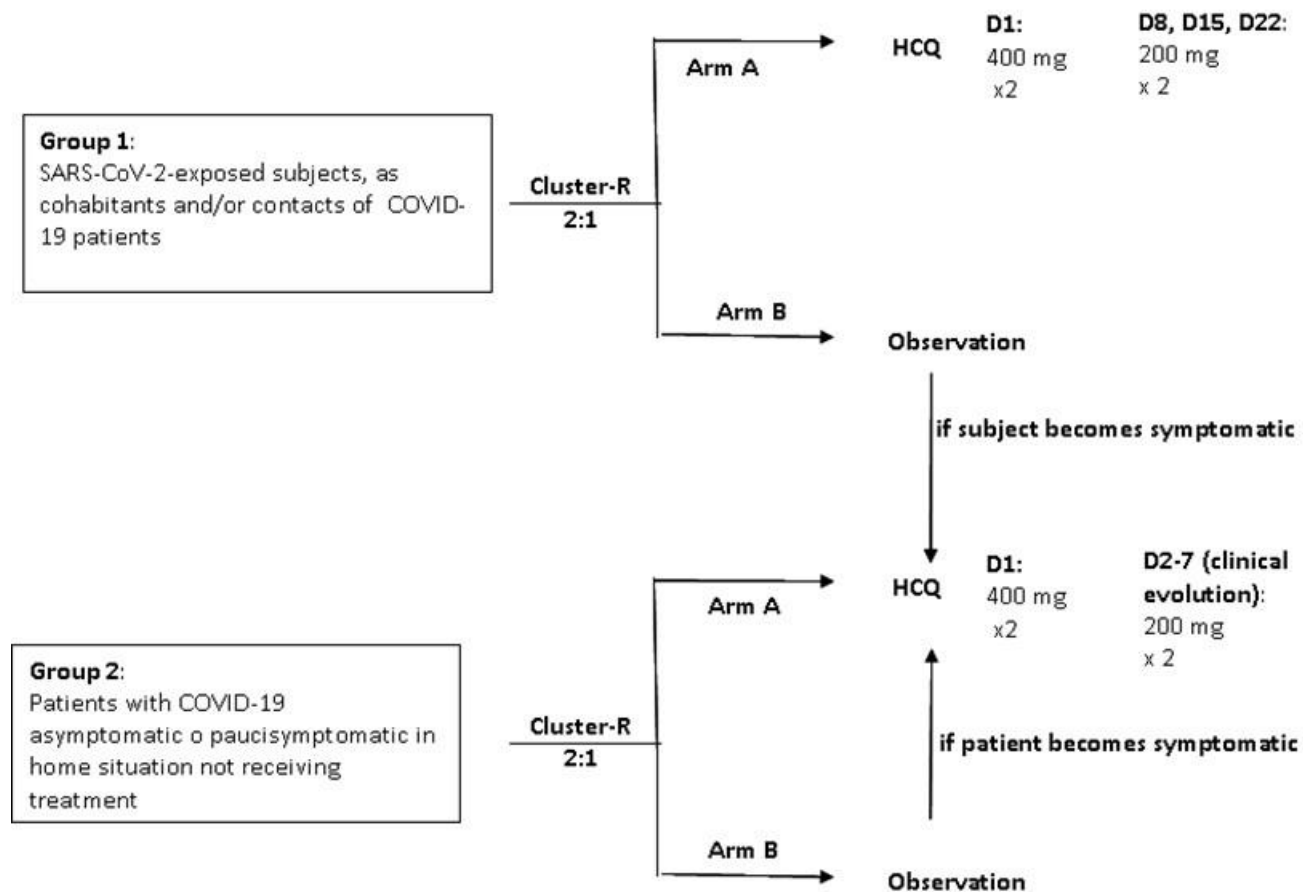 Group 1:
SARS-CoV-2-exposed subjects, as
cohabitants and/or contacts of COVID-
19 patients
Cluster-R
2:1
Arm A
HCQ
D1:
400 mg
x2
D8, D15, D22:
200 mg
x 2
Arm B
Observation
if subject becomes symptomatic
Group 2:
Patients with COVID-19
asymptomatic o paucisymptomatic in
home situation not receiving
treatment
Cluster-R
2:1
Arm A
HCQ
D1:
400 mg
x2
D2-7 (clinical
evolution):
200 mg
x 2
if patient becomes symptomatic
Arm B
Observation